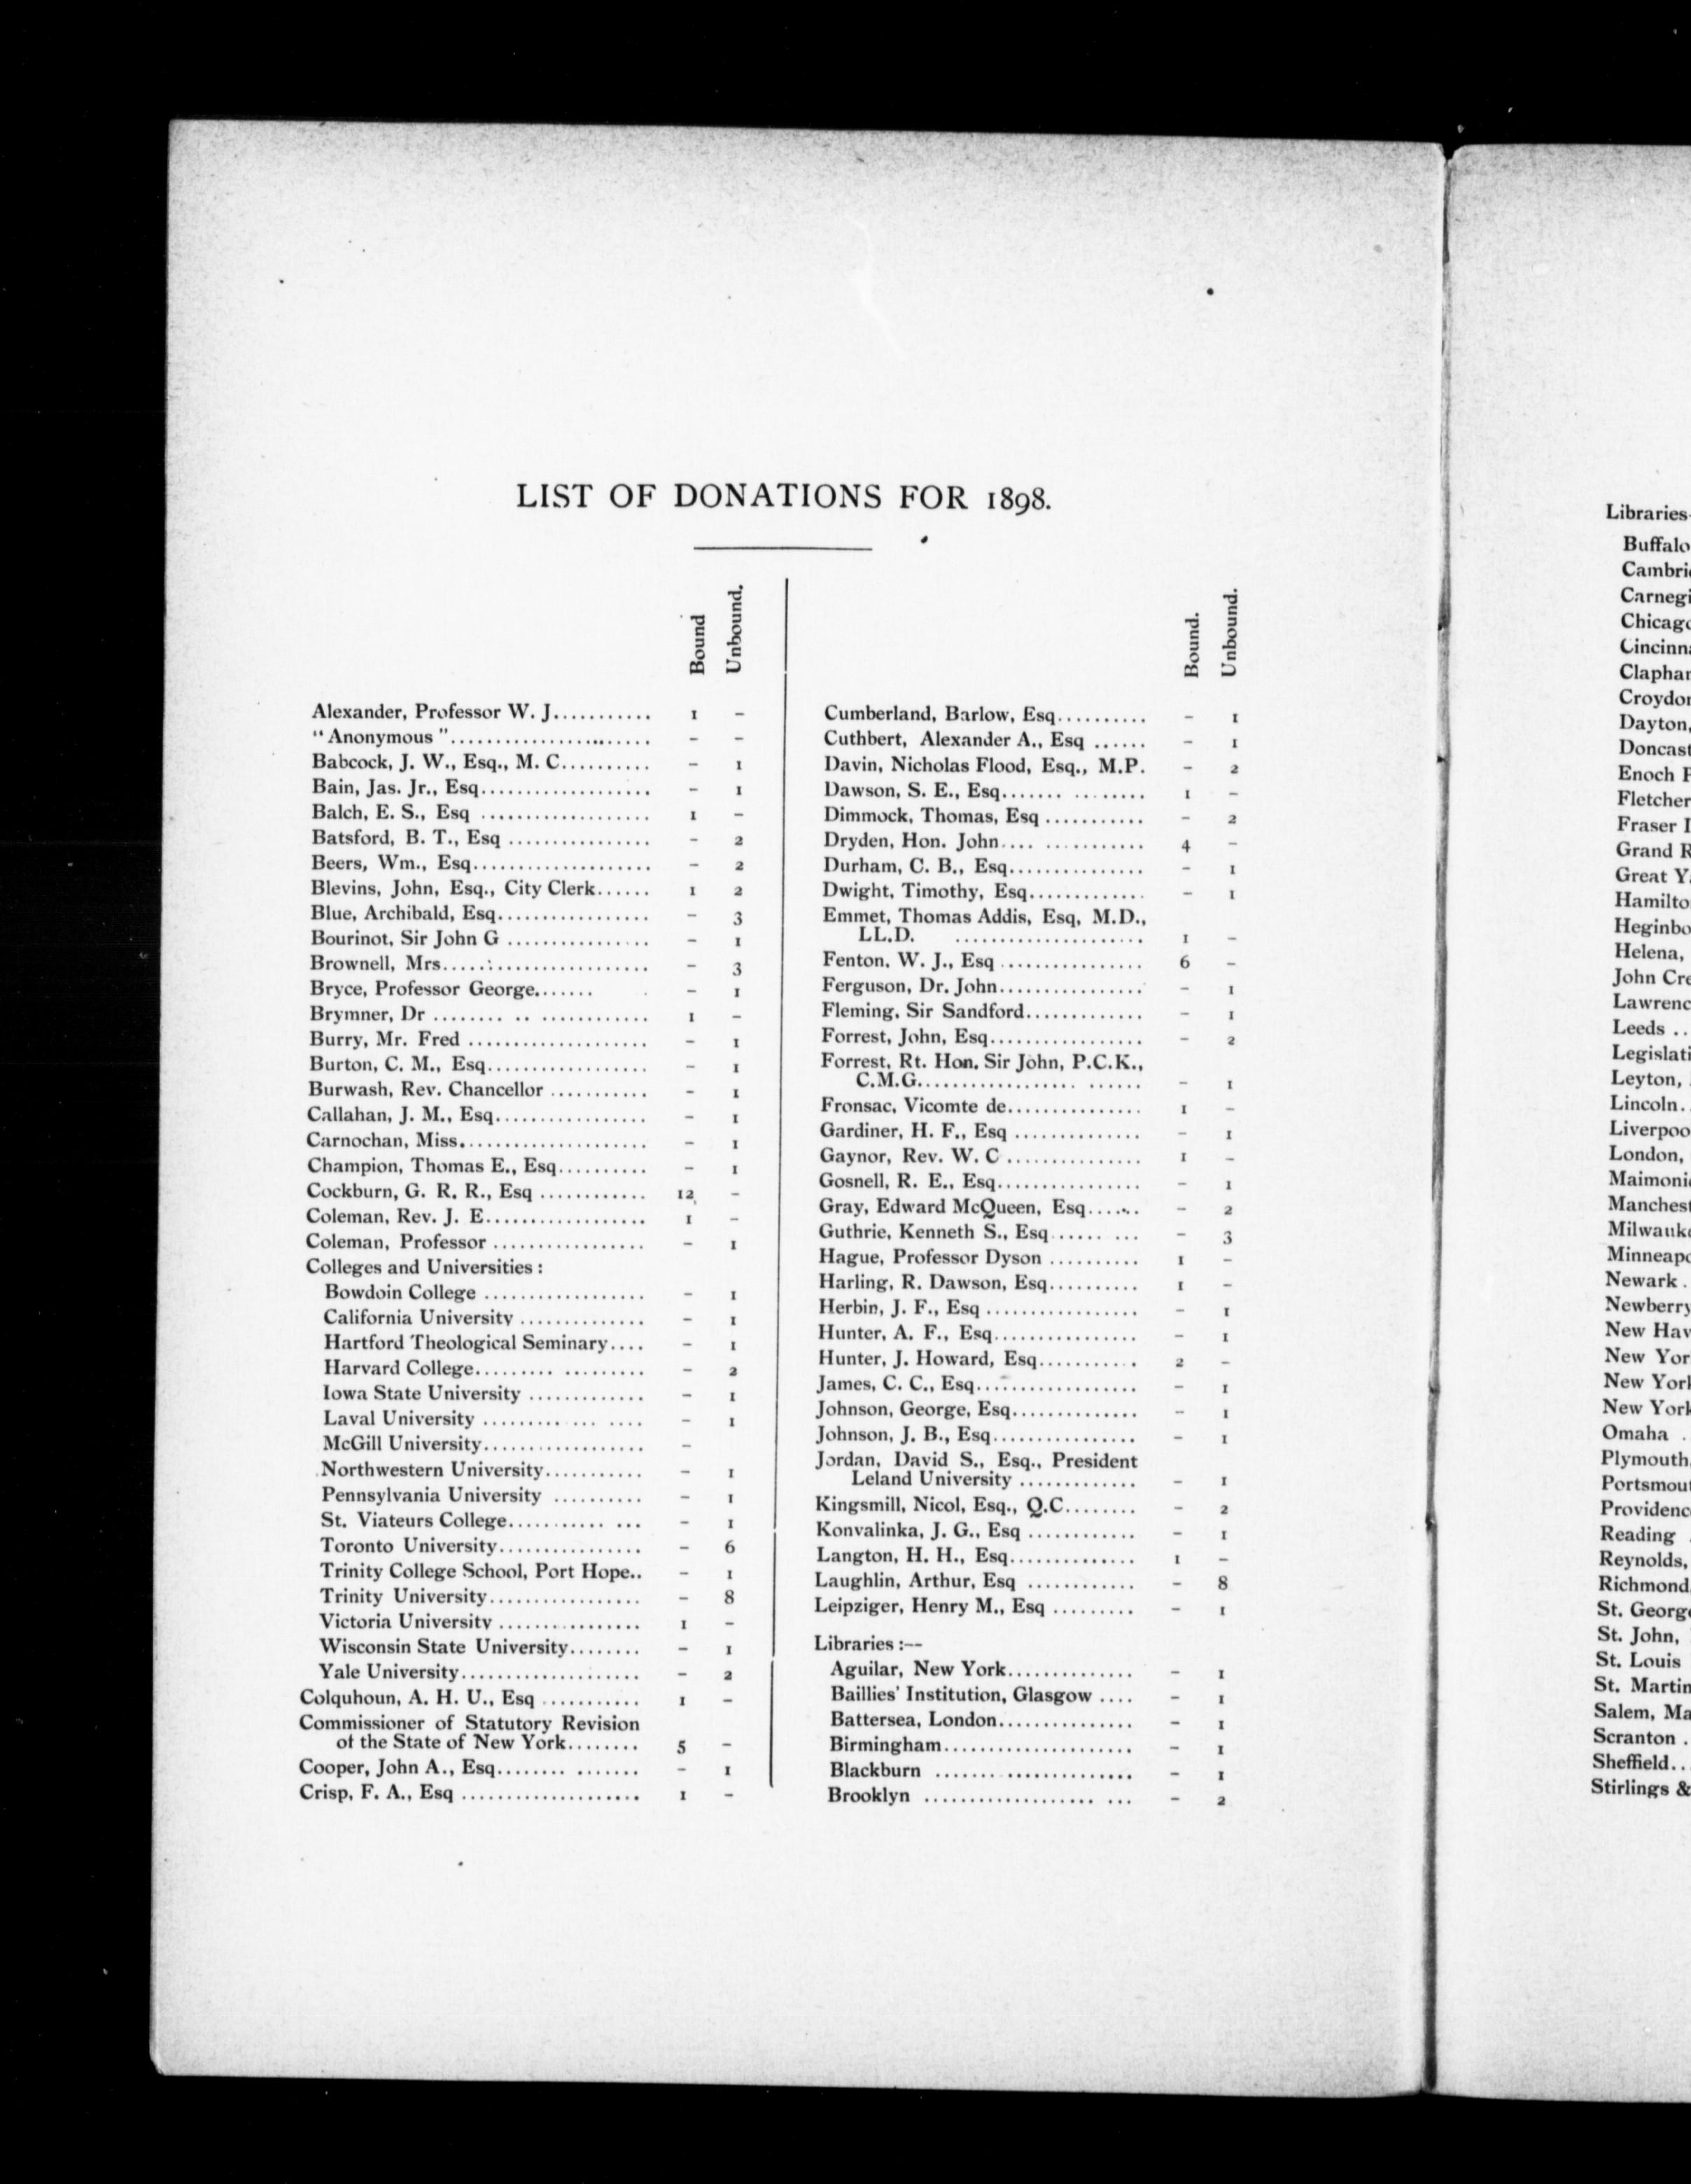 LIST OF DONATIONS FOR 1898.
Bound
Unbound.
Alexander, Professor W. J........... 1 –
"Anonymous"...................... – –
Babcock, J. W., Esq., M. C.......... – 1
Bain, Jas. Jr., Esq................... – 1
Balch, E. S., Esq ................... 1 –
Batsford, B. T., Esq ................ – 2
Beers, Wm., Esq.................... – 2
Blevins, John, Esq., City Clerk...... 1 2
Blue, Archibald, Esq................. – 3
Bourinot, Sir John G ................ – 1
Brownell, Mrs....................... – 3
Bryce, Professor George....... – 1
Brymner, Dr ........ .. ............ 1 –
Burry, Mr. Fred .................... – 1
Burton, C. M., Esq.................. – 1
Burwash, Rev. Chancellor ........... – 1
Callahan, J. M., Esq................. – 1
Carnochan, Miss..................... – 1
Champion, Thomas E., Esq.......... – 1
Cockburn, G. R. R., Esq ............ 12 –
Coleman, Rev. J. E.................. 1 –
Coleman, Professor ................. – 1
Colleges and Universities :
Bowdoin College .................. – 1
California University .............. – 1
Hartford Theological Seminary.... – 1
Harvard College......... ......... – 2
Iowa State University ............. – 1
Laval University .......... ... .... – 1
McGill University.................. –
Northwestern University........... – 1
Pennsylvania University .......... – 1
St. Viateurs College........... ... – 1
Toronto University................ – 6
Trinity College School, Port Hope.. – 1
Trinity University................. – 8
Victoria University ................ 1 –
Wisconsin State University........ – 1
Yale University.................... – 2
Colquhoun, A. H. U., Esq ........... 1 –
Commissioner of Statutory Revision
of the State of New York........ 5 –
Cooper, John A., Esq........ ....... – 1
Crisp, F. A., Esq .................... 1 –
Bound.
Unbound.
Cumberland, Barlow, Esq.......... – 1
Cuthbert, Alexander A., Esq ...... – 1
Davin, Nicholas Flood, Esq., M.P. – 2
Dawson, S. E., Esq....... ........ 1 –
Dimmock, Thomas, Esq ........... – 2
Dryden, Hon. John.... ........... 4 –
Durham, C. B., Esq............... – 1
Dwight, Timothy, Esq............. – 1
Emmet, Thomas Addis, Esq, M.D.,
LL.D. ..................... 1 –
Fenton. W. J., Esq ................ 6 –
Ferguson, Dr. John................ – 1
Fleming, Sir Sandford............. – 1
Forrest, John, Esq................. – 2
Forrest, Rt. Hon. Sir John, P.C.K.,
C.M.G.................. ...... – 1
Fronsac, Vicomte de............... 1 –
Gardiner, H. F., Esq .............. – 1
Gaynor, Rev. W. C ............... 1 –
Gosnell, R. E., Esq................ – 1
Gray, Edward McQueen, Esq...... – 2
Guthrie, Kenneth S., Esq...... ... – 3
Hague, Professor Dyson .......... 1 –
Harling, R. Dawson, Esq.......... 1 –
Herbin, J. F., Esq ................. – 1
Hunter, A. F., Esq................ – 1
Hunter, J. Howard, Esq........... 2 –
James, C. C., Esq.................. – 1
Johnson, George, Esq.............. – 1
Johnson, J. B., Esq................ – 1
Jordan, David S., Esq., President
Leland University ............. – 1
Kingsmill, Nicol, Esq., Q.C........ – 2
Konvalinka, J. G., Esq ............ – 1
Langton, H. H., Esq.............. 1 –
Laughlin, Arthur, Esq ............ – 8
Leipziger, Henry M., Esq ......... – 1
Libraries :--
Aguilar, New York.............. – 1
Baillies' Institution, Glasgow .... – 1
Battersea, London............... – 1
Birmingham..................... – 1
Blackburn ....... .............. – 1
Brooklyn ................... ... – 2
Libraries
Buffalo
Cambri
Carnegi
Chicag
Cincinn
Clapha
Croydo
Dayton,
Doncast
Enoch
Fletcher
Fraser
Grand
Great
Hamilto
Heginbo
Helena,
John Cre
Lawrenc
Leeds ..
Legislati
Leyton,
Lincoln.
Liverpoo
London,
Maimoni
Manches
Milwauk
Minneap
Newark .
Newberry
New Hav
New Yor
New York
New York
Omaha .
Plymouth
Portsmou
Providenc
Reading
Reynolds,
Richmond
St. Georg
St. John,
St. Louis
St. Martin
Salem, Ma
Scranton .
Sheffield..
Stirlings &